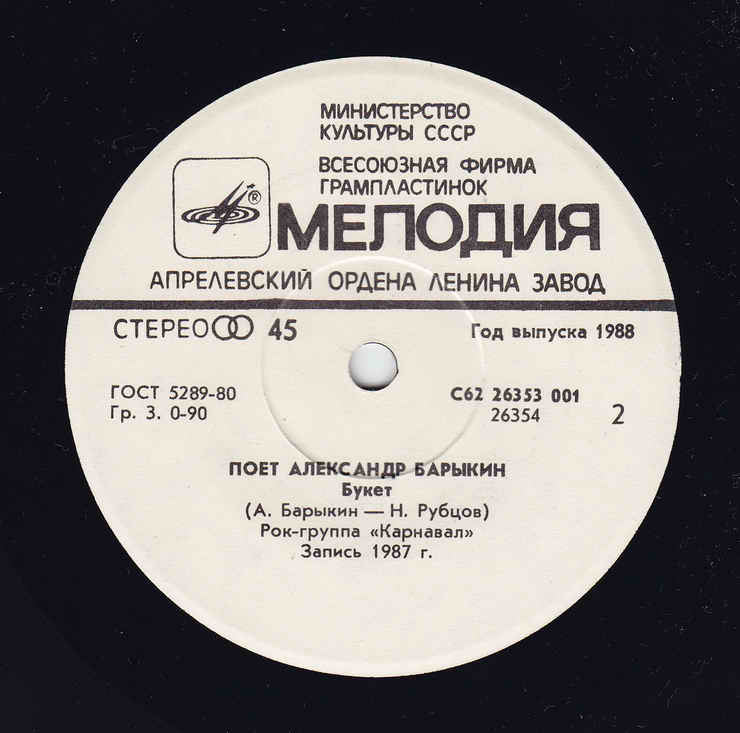 МИНИСТЕРСТВО
КУЛЬТУРЫ СССР
ВСЕСОЮЗНАЯ ФИРМА
ГРАМПЛАСТИНОК
®
МЕЛОДИЯ
АПРЕЛЕВСКИЙ ОРДЕНА ЛЕНИНА ЗАВОД
СТЕРЕО 45 Год выпуска 1988
ГОСТ 5289-80 С62 26353 001
Гр. 3. 0-90 26354 2
ПОЕТ АЛЕКСАНДР БАРЫКИН
Букет
(А. Барыкин — Н. Рубцов)
Рок-группа «Карнавал»
Запись 1987 г.